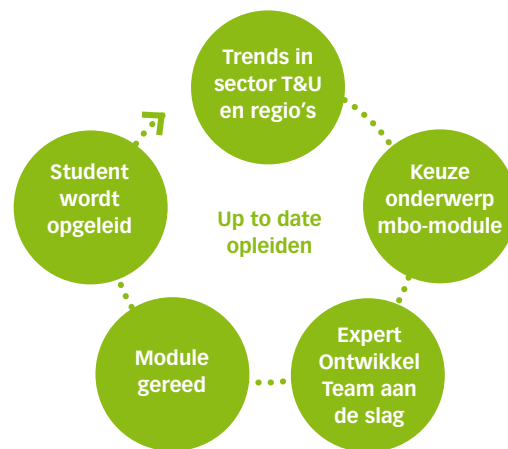 Trends in
sector T&U
en regio's
Keuze
onderwerp
mbo-module
Expert
Ontwikkel
Team aan
de slag
Module
gereed
Student
wordt
opgeleid
Up to date
opleiden